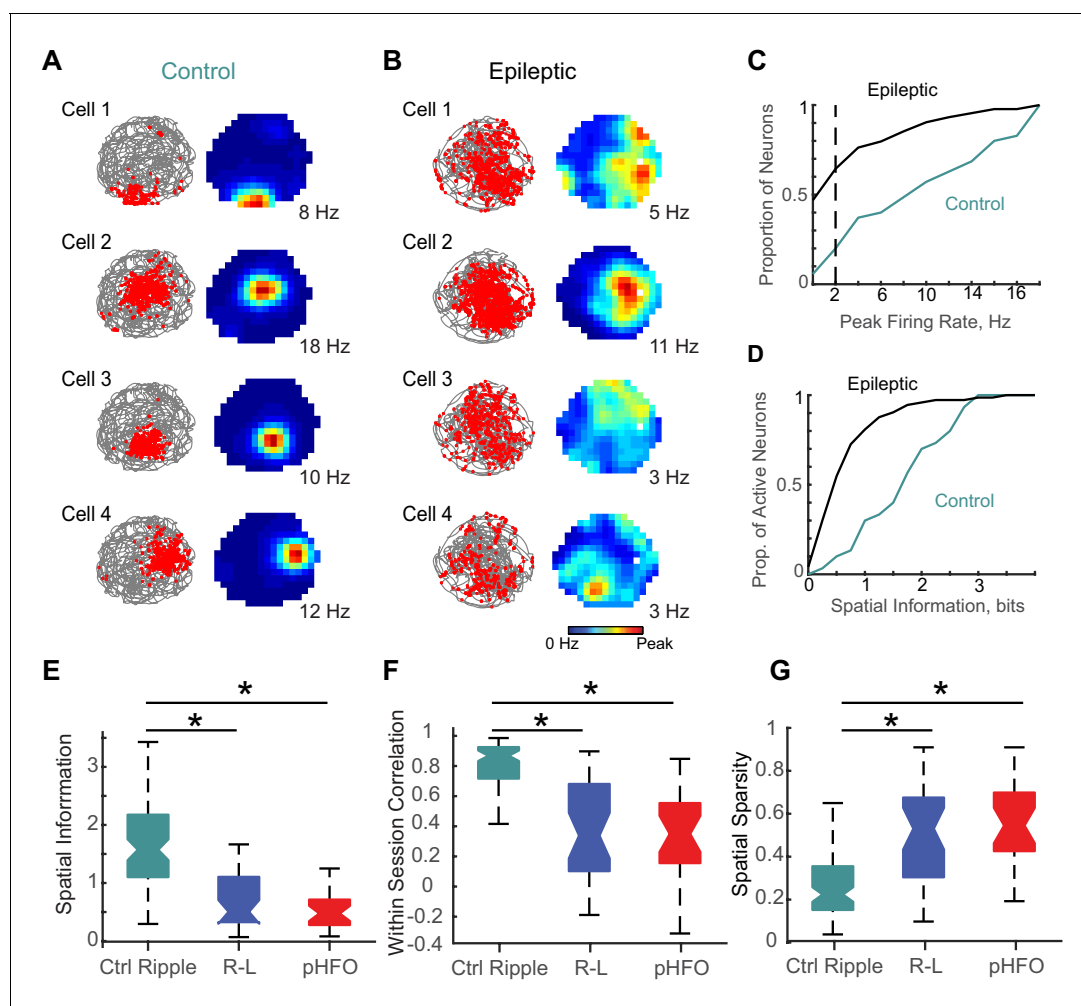 A
Control
Cell 1
8 Hz
Cell 2
18 Hz
Cell 3
10 Hz
Cell 4
12 Hz
B
Epileptic
Cell 1
5 Hz
Cell 2
11 Hz
Cell 3
3 Hz
Cell 4
3 Hz
0 Hz
Peak
C
Epileptic
Control
Proportion of Neurons
1
0.5
0
2
4
6
10
14
16
Peak Firing Rate, Hz
D
Epileptic
Control
Prop. of Active Neurons
1
0.5
0
0
1
2
3
Spatial Information, bits
E
*
*
Spatial Inforrmation
3
2
1
0
Ctrl Ripple
R-L
pHFO
F
*
*
Within Session Correlation
1
0.8
0.6
0.4
0.2
0
-0.2
-0.4
Ctrl Ripple
R-L
pHFO
G
*
*
Spatial Sparsity
1
0.8
0.6
0.4
0.2
0
Ctrl Ripple
R-L
pHFO